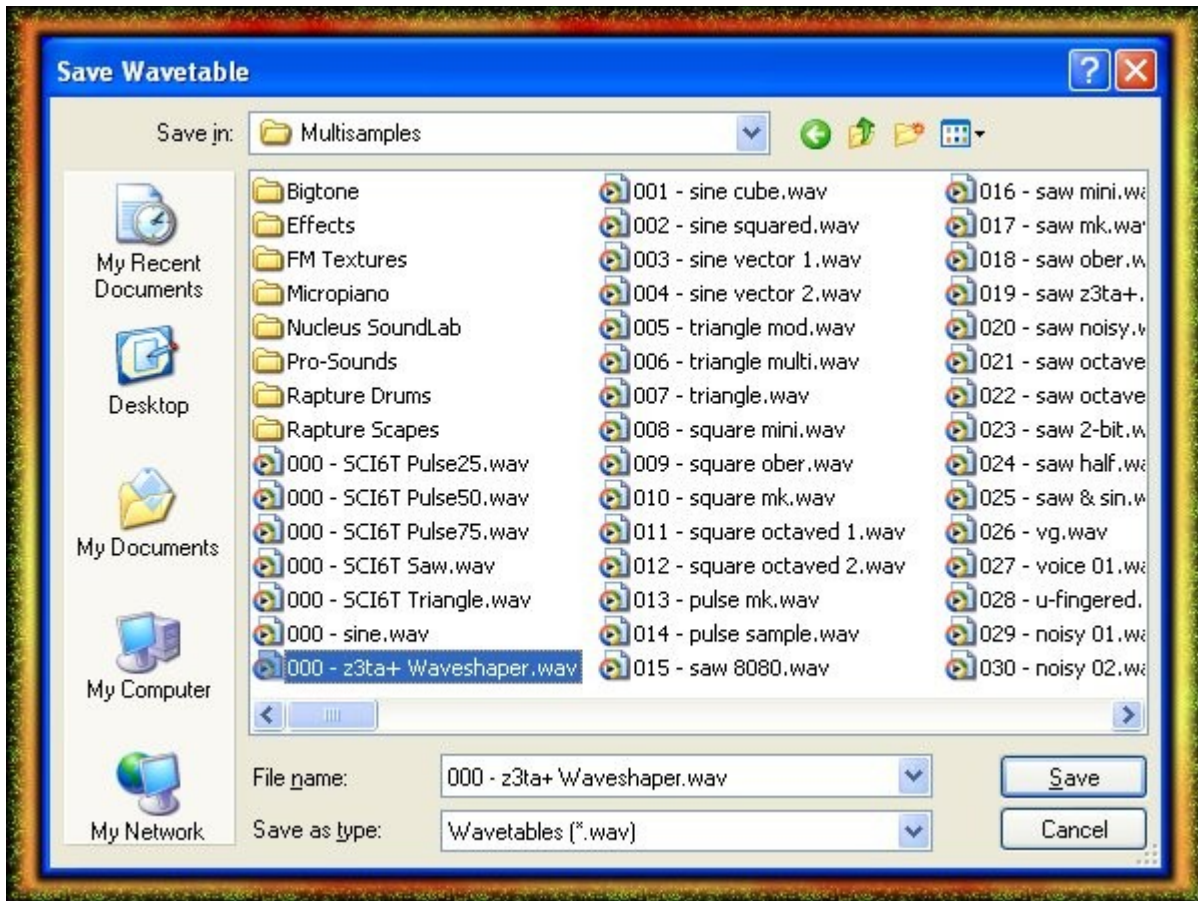 Save Wavetable
Save in: Multisamples
My Recent
Documents
Desktop
My Documents
My Computer
My Network
Bigtone
Effects
FM Textures
Micropiano
Nucleus SoundLab
Pro-Sounds
Rapture Drums
Rapture Scapes
000 - SCI6T Pulse25.wav
000 - SCI6T Pulse50.wav
000 - SCI6T Pulse75.wav
000 - SCI6T Saw.wav
000 - SCI6T Triangle.wav
000 - sine.wav
000 - z3ta+ Waveshaper.wav
001 - sine cube.wav
002 - sine squared.wav
003 - sine vector 1.wav
004 - sine vector 2.wav
005 - triangle mod.wav
006 - triangle multi.wav
007 - triangle.wav
008 - square mini.wav
009 - square ober.wav
010 - square mk.wav
011 - square octaved 1.wav
012 - square octaved 2.wav
013 - pulse mk.wav
014 - pulse sample.wav
015 - saw 8080.wav
016 - saw mini.wa
017 - saw mk.wa
018 - saw ober.w
019 - saw z3ta+.
020 - saw noisy.
021 - saw octave
022 - saw octave
023 - saw 2-bit.w
024 - saw half.wa
025 - saw & sin.w
026 - vg.wav
027 - voice 01.wa
028 - u-fingered.
029 - noisy 01.wa
030 - noisy 02.wa
File name: 000 - z3ta+ Waveshaper.wav
Save
Save as type: Wavetables (*.wav)
Cancel